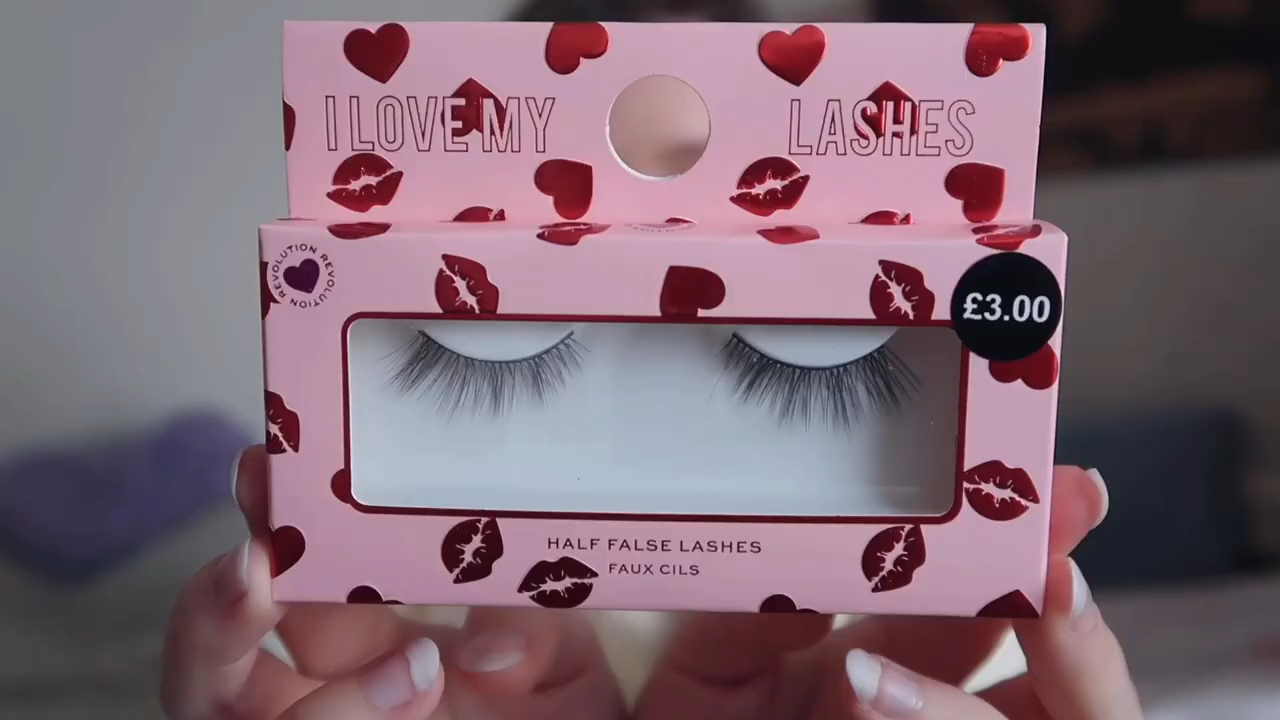 I LOVE MY LASHES
REVOLUTION REVOLUTION
£3.00
HALF FALSE LASHES
FAUX CILS